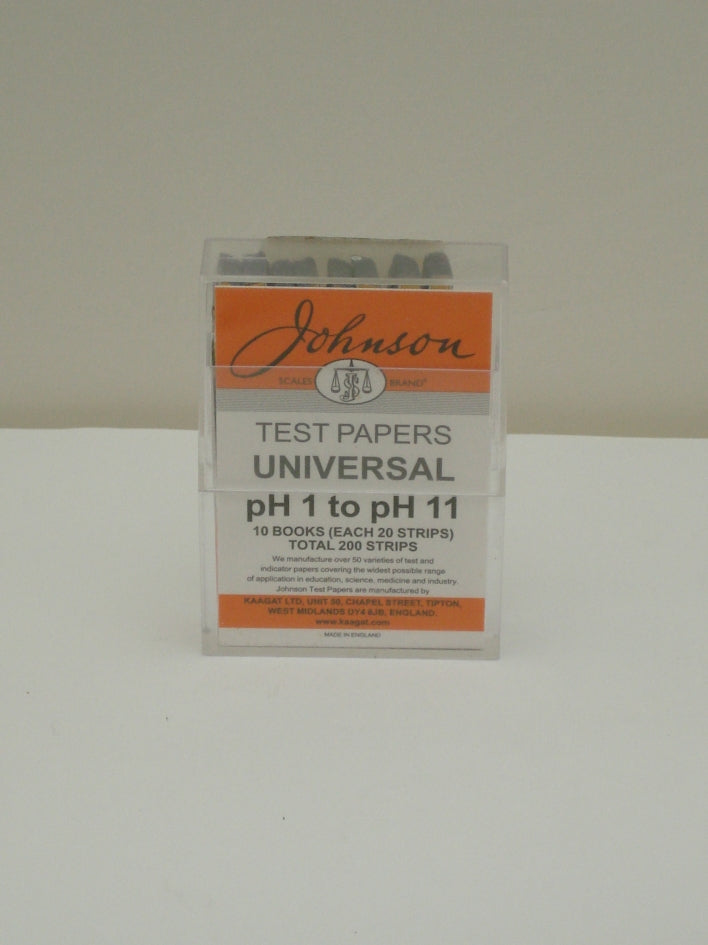 Johnson
SCALES BRAND®
TEST PAPERS
UNIVERSAL
pH 1 to pH 11
10 BOOKS (EACH 20 STRIPS)
TOTAL 200 STRIPS
We manufacture over 50 varieties of test and
indicator papers covering the widest possible range
of application in education, science, medicine and industry.
Johnson Test Papers are manufactured by
KAAGAT LTD, UNIT 50, CHAPEL STREET, TIPTON,
WEST MIDLANDS DY4 8JB, ENGLAND.
www.kaagat.com
MADE IN ENGLAND